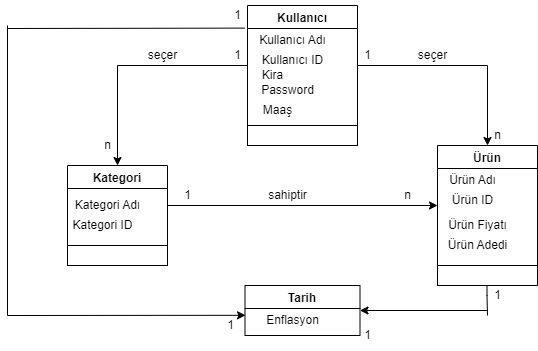 1
Kullanıcı
Kullanıcı Adı
seçer
1
Kullanıcı ID
1
seçer
Kira
Password
Maaş
n
n
Kategori
Ürün
Kategori Adı
1
sahiptir
n
Ürün Adı
Ürün ID
Kategori ID
Ürün Fiyatı
Ürün Adedi
Tarih
1
1
Enflasyon
1